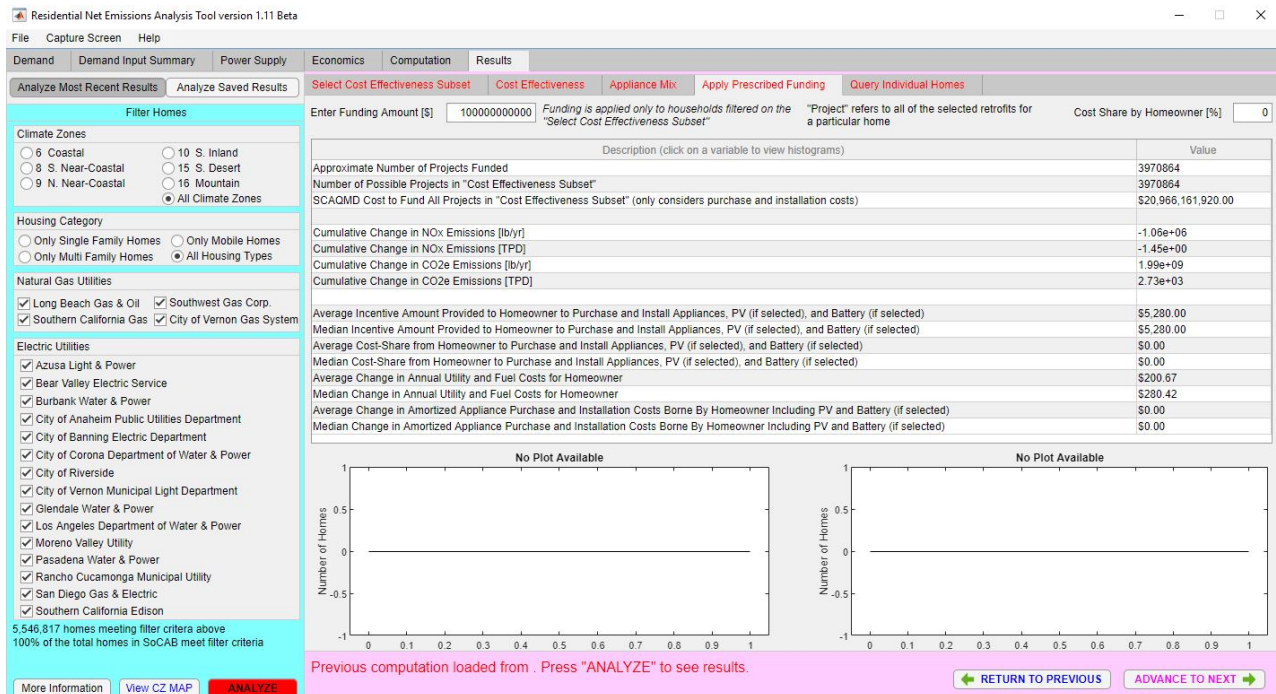 Residential Net Emissions Analysis Tool version 1.11 Beta
File Capture Screen Help
Demand Demand Input Summary Power Supply Economics Computation Results
Analyze Most Recent Results Analyze Saved Results
Filter Homes
Climate Zones
6 Coastal 10 S. Inland
8 S. Near-Coastal 15 S. Desert
9 N. Near-Coastal 16 Mountain
All Climate Zones
Housing Category
Only Single Family Homes Only Mobile Homes
Only Multi Family Homes All Housing Types
Natural Gas Utilities
Long Beach Gas & Oil Southwest Gas Corp.
Southern California Gas City of Vernon Gas System
Electric Utilities
Azusa Light & Power
Bear Valley Electric Service
Burbank Water & Power
City of Anaheim Public Utilities Department
City of Banning Electric Department
City of Corona Department of Water & Power
City of Riverside
City of Vernon Municipal Light Department
Glendale Water & Power
Los Angeles Department of Water & Power
Moreno Valley Utility
Pasadena Water & Power
Rancho Cucamonga Municipal Utility
San Diego Gas & Electric
Southern California Edison
5,546,817 homes meeting filter critera above
100% of the total homes in SoCAB meet filter criteria
More Information View CZ MAP ANALYZE
Select Cost Effectiveness Subset Cost Effectiveness Appliance Mix Apply Prescribed Funding Query Individual Homes
Enter Funding Amount [$] 100000000000
Funding is applied only to households filtered on the
"Select Cost Effectiveness Subset"
"Project" refers to all of the selected retrofits for
a particular home
Cost Share by Homeowner [%] 0
Description (click on a variable to view histograms) Value
Approximate Number of Projects Funded 3970864
Number of Possible Projects in "Cost Effectiveness Subset" 3970864
SCAQMD Cost to Fund All Projects in "Cost Effectiveness Subset" (only considers purchase and installation costs) $20,966,161,920.00
Cumulative Change in NOx Emissions [lb/yr] -1.06e+06
Cumulative Change in NOx Emissions [TPD] -1.45e+00
Cumulative Change in CO2e Emissions [lb/yr] 1.99e+09
Cumulative Change in CO2e Emissions [TPD] 2.73e+03
Average Incentive Amount Provided to Homeowner to Purchase and Install Appliances, PV (if selected), and Battery (if selected) $5,280.00
Median Incentive Amount Provided to Homeowner to Purchase and Install Appliances, PV (if selected), and Battery (if selected) $5,280.00
Average Cost-Share from Homeowner to Purchase and Install Appliances, PV (if selected), and Battery (if selected) $0.00
Median Cost-Share from Homeowner to Purchase and Install Appliances, PV (if selected), and Battery (if selected) $0.00
Average Change in Annual Utility and Fuel Costs for Homeowner $200.67
Median Change in Annual Utility and Fuel Costs for Homeowner $280.42
Average Change in Amortized Appliance Purchase and Installation Costs Borne By Homeowner Including PV and Battery (if selected) $0.00
Median Change in Amortized Appliance Purchase and Installation Costs Borne By Homeowner Including PV and Battery (if selected) $0.00
No Plot Available
Number of Homes
1
0.5
0
-0.5
-1
0 0.1 0.2 0.3 0.4 0.5 0.6 0.7 0.8 0.9 1
No Plot Available
Number of Homes
1
0.5
0
-0.5
-1
0 0.1 0.2 0.3 0.4 0.5 0.6 0.7 0.8 0.9 1
Previous computation loaded from . Press "ANALYZE" to see results.
RETURN TO PREVIOUS ADVANCE TO NEXT